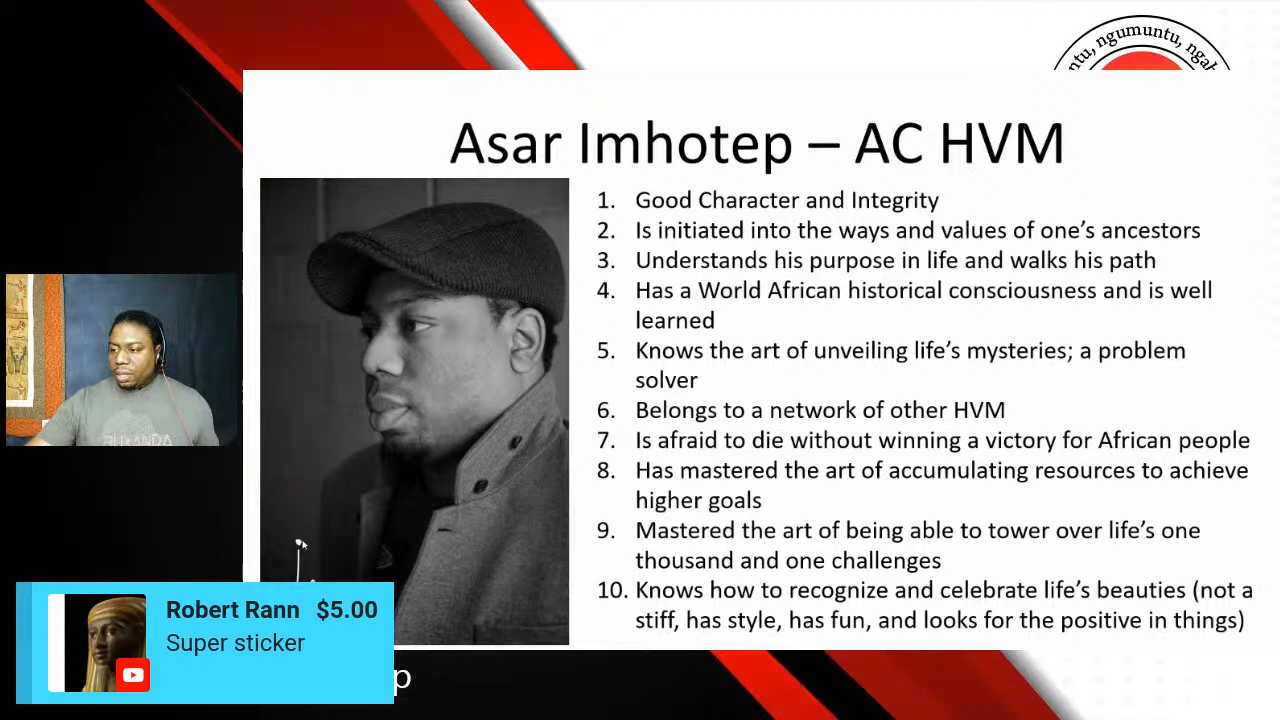 ntu, ngumuntu, ngab
Asar Imhotep – AC HVM
1. Good Character and Integrity
2. Is initiated into the ways and values of one’s ancestors
3. Understands his purpose in life and walks his path
4. Has a World African historical consciousness and is well
learned
5. Knows the art of unveiling life’s mysteries; a problem
solver
6. Belongs to a network of other HVM
7. Is afraid to die without winning a victory for African people
8. Has mastered the art of accumulating resources to achieve
higher goals
9. Mastered the art of being able to tower over life’s one
thousand and one challenges
10. Knows how to recognize and celebrate life’s beauties (not a
stiff, has style, has fun, and looks for the positive in things)
Robert Rann $5.00
Super sticker
p